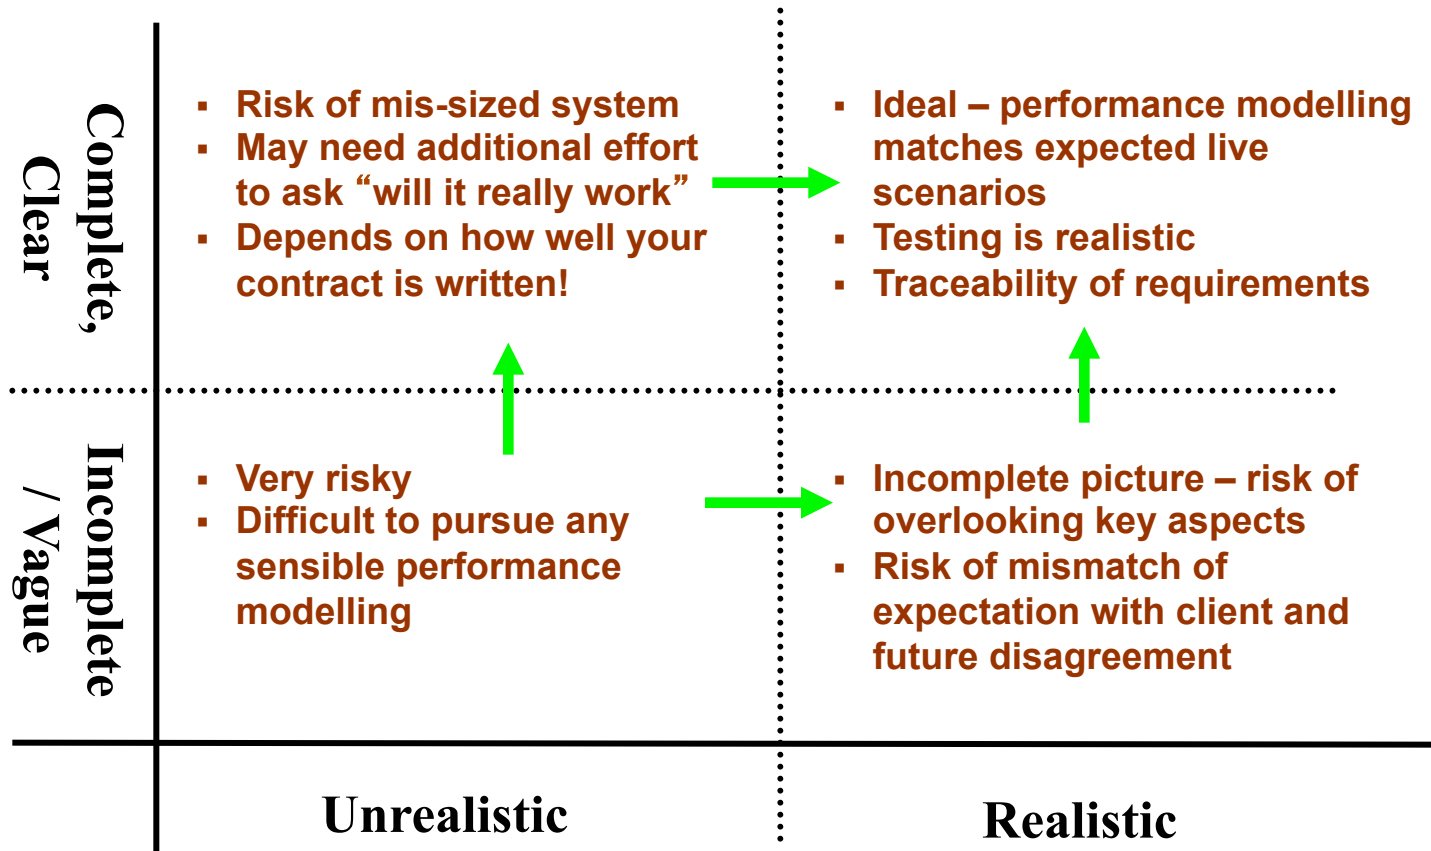 Complete,
Clear
▪ Risk of mis-sized system
▪ May need additional effort
to ask “will it really work”
▪ Depends on how well your
contract is written!
▪ Ideal – performance modelling
matches expected live
scenarios
▪ Testing is realistic
▪ Traceability of requirements
Incomplete
/ Vague
▪ Very risky
▪ Difficult to pursue any
sensible performance
modelling
▪ Incomplete picture – risk of
overlooking key aspects
▪ Risk of mismatch of
expectation with client and
future disagreement
Unrealistic
Realistic